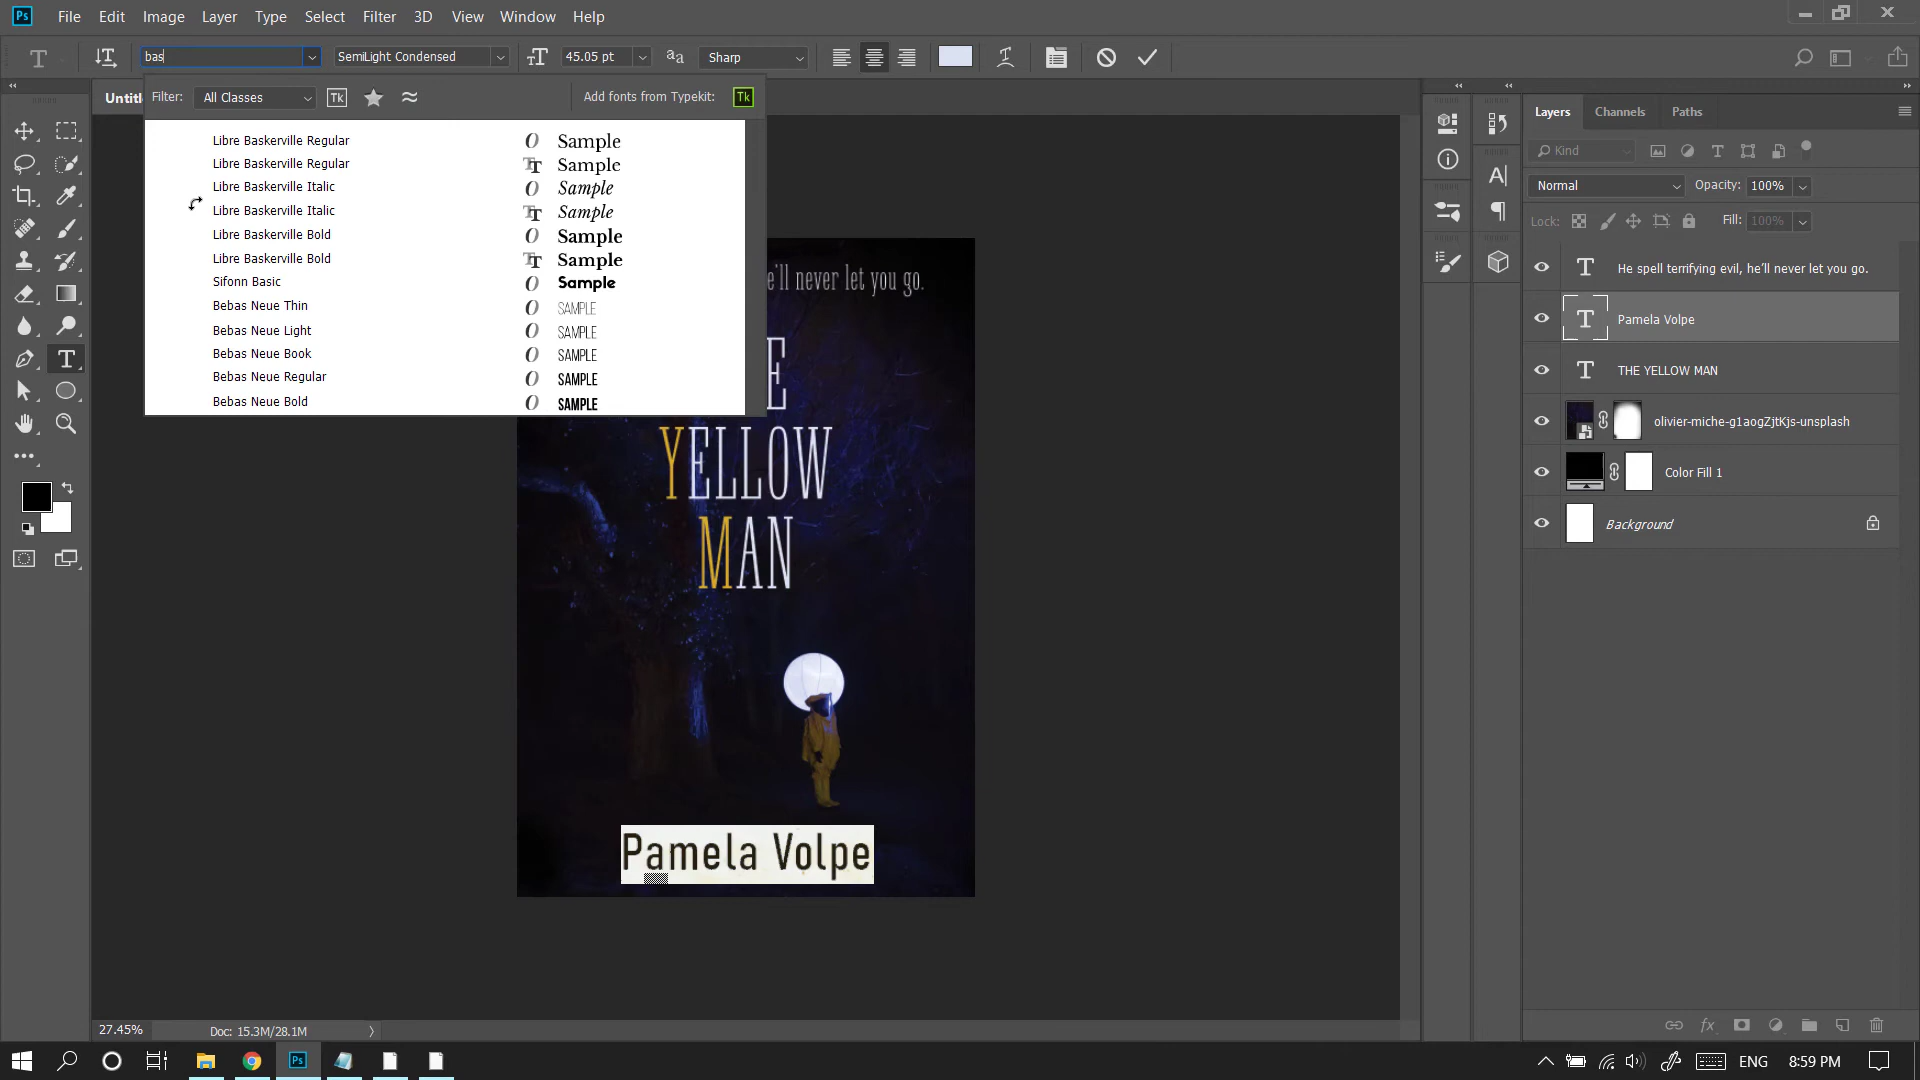 Ps File Edit Image Layer Type Select Filter 3D View Window Help
bas SemiLight Condensed 45.05 pt Sharp
Untitl
Filter: All Classes Tk Add fonts from Typekit: Tk
Libre Baskerville Regular Sample
Libre Baskerville Regular Sample
Libre Baskerville Italic Sample
Libre Baskerville Italic Sample
Libre Baskerville Bold Sample
Libre Baskerville Bold Sample
Sifonn Basic Sample
Bebas Neue Thin SAMPLE
Bebas Neue Light SAMPLE
Bebas Neue Book SAMPLE
Bebas Neue Regular SAMPLE
Bebas Neue Bold SAMPLE
e'll never let you go.
E
YELLOW
MAN
Pamela Volpe
Layers Channels Paths
Kind
Normal Opacity: 100%
Lock: Fill: 100%
He spell terrifying evil, he'll never let you go.
Pamela Volpe
THE YELLOW MAN
olivier-miche-g1aogZjtKjs-unsplash
Color Fill 1
Background
27.45% Doc: 15.3M/28.1M
Ps ENG 8:59 PM